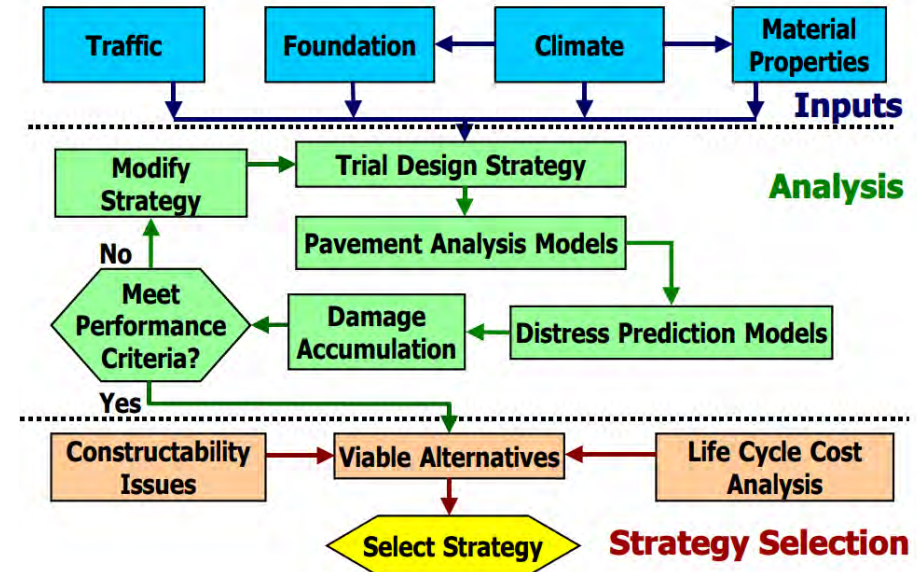 Traffic
Foundation
Climate
Material
Properties
Inputs
Modify
Strategy
Trial Design Strategy
Analysis
Pavement Analysis Models
No
Meet
Performance
Criteria?
Damage
Accumulation
Distress Prediction Models
Yes
Constructability
Issues
Viable Alternatives
Life Cycle Cost
Analysis
Select Strategy
Strategy Selection